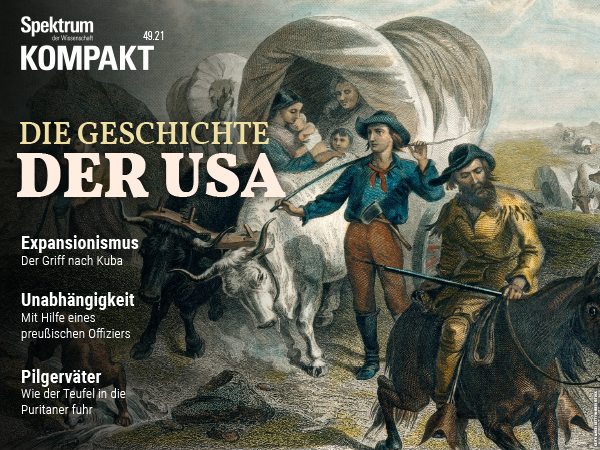 Spektrum
der Wissenschaft
KOMPAKT
49.21
DIE GESCHICHTE
DER USA
Expansionismus
Der Griff nach Kuba
Unabhängigkeit
Mit Hilfe eines
preußischen Offiziers
Pilgerväter
Wie der Teufel in die
Puritaner fuhr